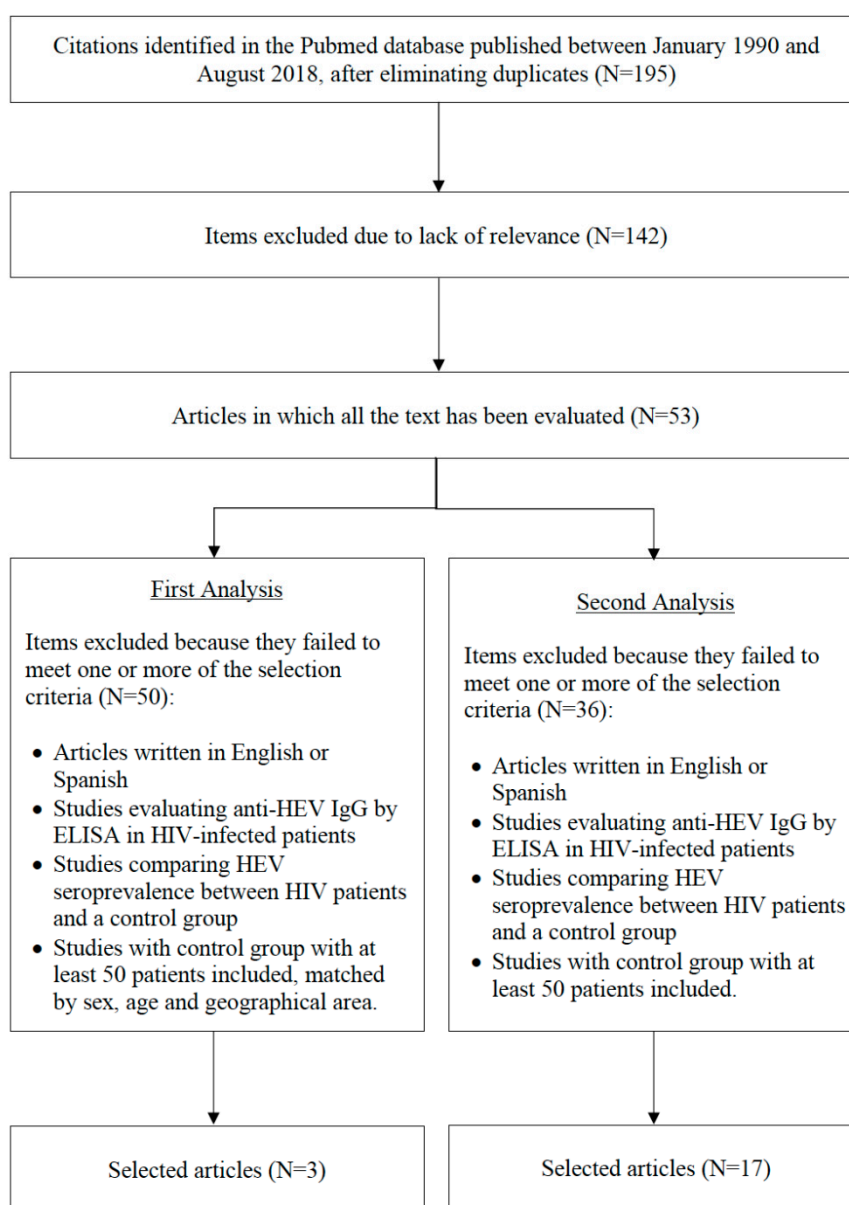 Citations identified in the Pubmed database published between January 1990 and
August 2018, after eliminating duplicates (N=195)
Items excluded due to lack of relevance (N=142)
Articles in which all the text has been evaluated (N=53)
First Analysis
Items excluded because they failed to
meet one or more of the selection
criteria (N=50):
• Articles written in English or
Spanish
• Studies evaluating anti-HEV IgG by
ELISA in HIV-infected patients
• Studies comparing HEV
seroprevalence between HIV patients
and a control group
• Studies with control group with at
least 50 patients included, matched
by sex, age and geographical area.
Second Analysis
Items excluded because they failed to
meet one or more of the selection
criteria (N=36):
• Articles written in English or
Spanish
• Studies evaluating anti-HEV IgG by
ELISA in HIV-infected patients
• Studies comparing HEV
seroprevalence between HIV patients
and a control group
• Studies with control group with at
least 50 patients included.
Selected articles (N=3)
Selected articles (N=17)